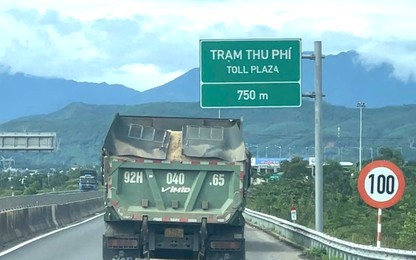 TRẠM THU PHÍ
TOLL PLAZA
750 m
100
92H 040 .65
VINID